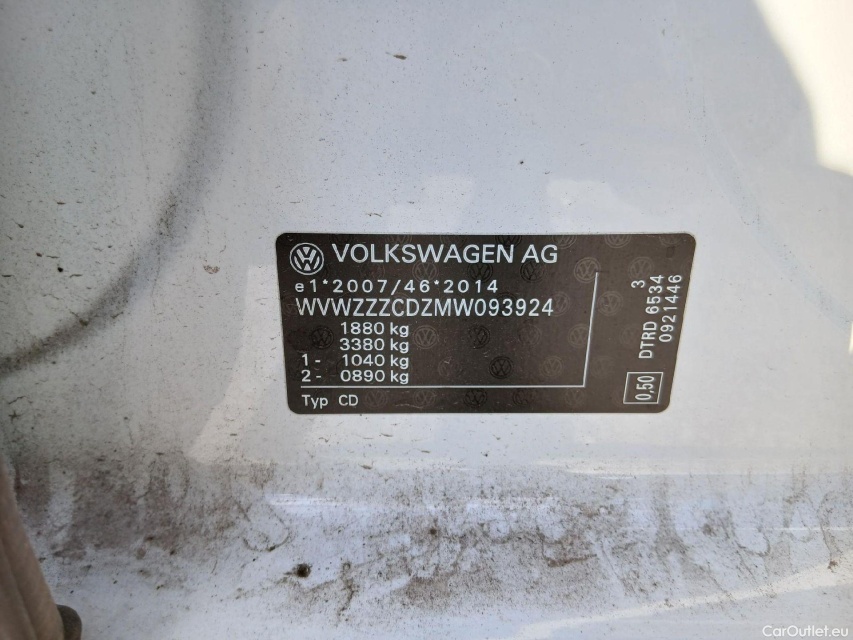 VOLKSWAGEN AG
e1*2007/46*2014
WVWZZZCDZMW093924
1880 kg
3380 kg
1- 1040 kg
2- 0890 kg
Typ CD
3
DTRD 6534
0921446
0,50
CarOutlet.eu